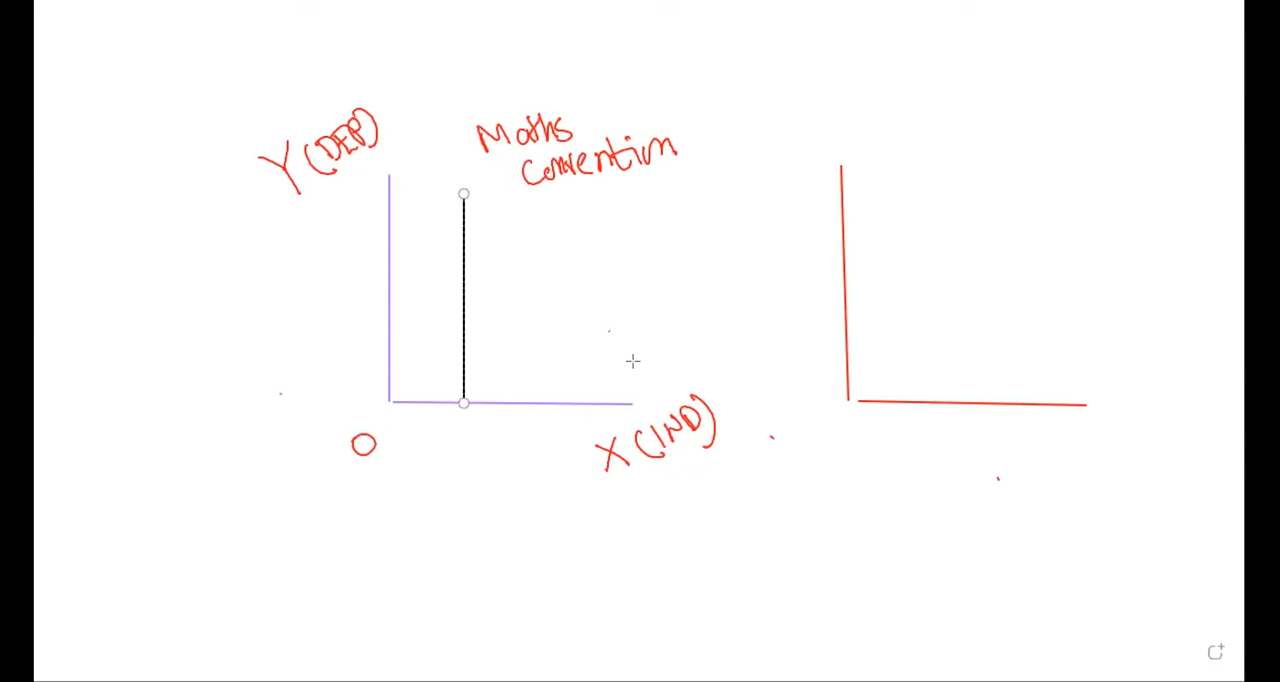 Y (DEP)
Maths
Convention
O
X (IND)